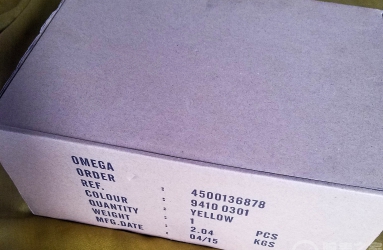 OMEGA
ORDER : 4500136878
REF. : 9410 0301
COLOUR : YELLOW
QUANTITY : 1 PCS
WEIGHT : 2.04 KGS
MFG.DATE : 04/15